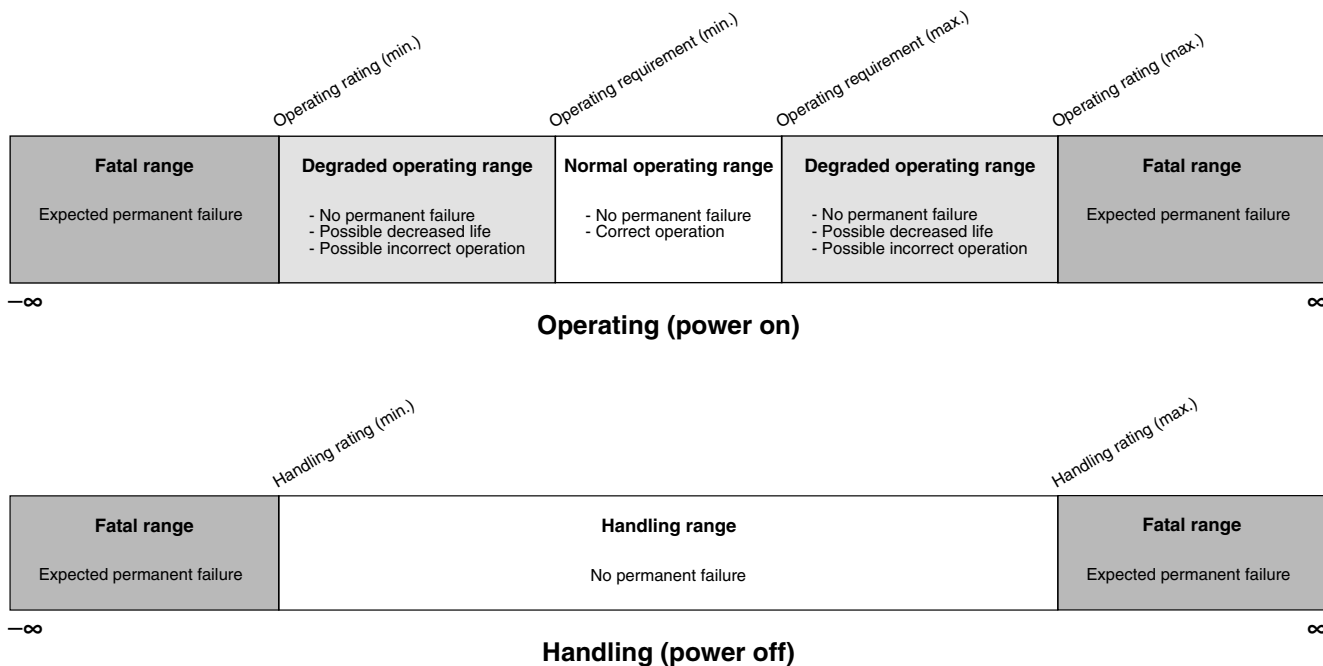 Operating rating (min.)
Operating requirement (min.)
Operating requirement (max.)
Operating rating (max.)
Fatal range
Degraded operating range
Normal operating range
Degraded operating range
Fatal range
Expected permanent failure
- No permanent failure
- Possible decreased life
- Possible incorrect operation
- No permanent failure
- Correct operation
- No permanent failure
- Possible decreased life
- Possible incorrect operation
Expected permanent failure
–∞
∞
Operating (power on)
Handling rating (min.)
Handling rating (max.)
Fatal range
Handling range
Fatal range
Expected permanent failure
No permanent failure
Expected permanent failure
–∞
∞
Handling (power off)